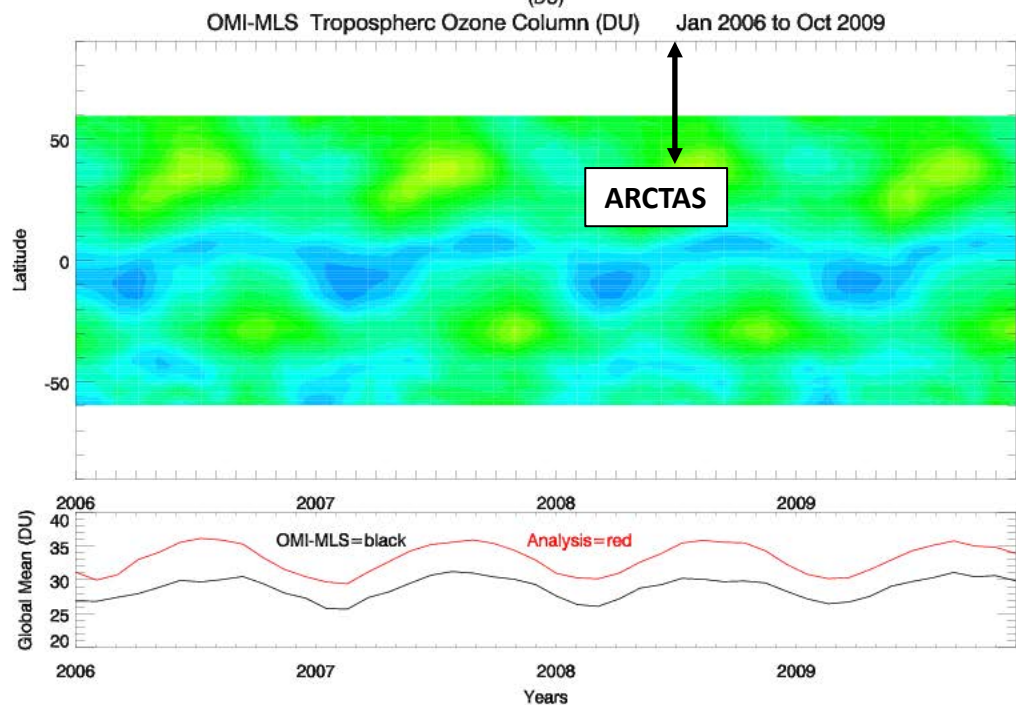 (DU)
OMI-MLS Tropospherc Ozone Column (DU) Jan 2006 to Oct 2009
50
ARCTAS
0
Latitude
-50
2006 2007 2008 2009
40
OMI-MLS=black Analysis=red
35
30
25
20
Global Mean (DU)
2006 2007 2008 2009
Years